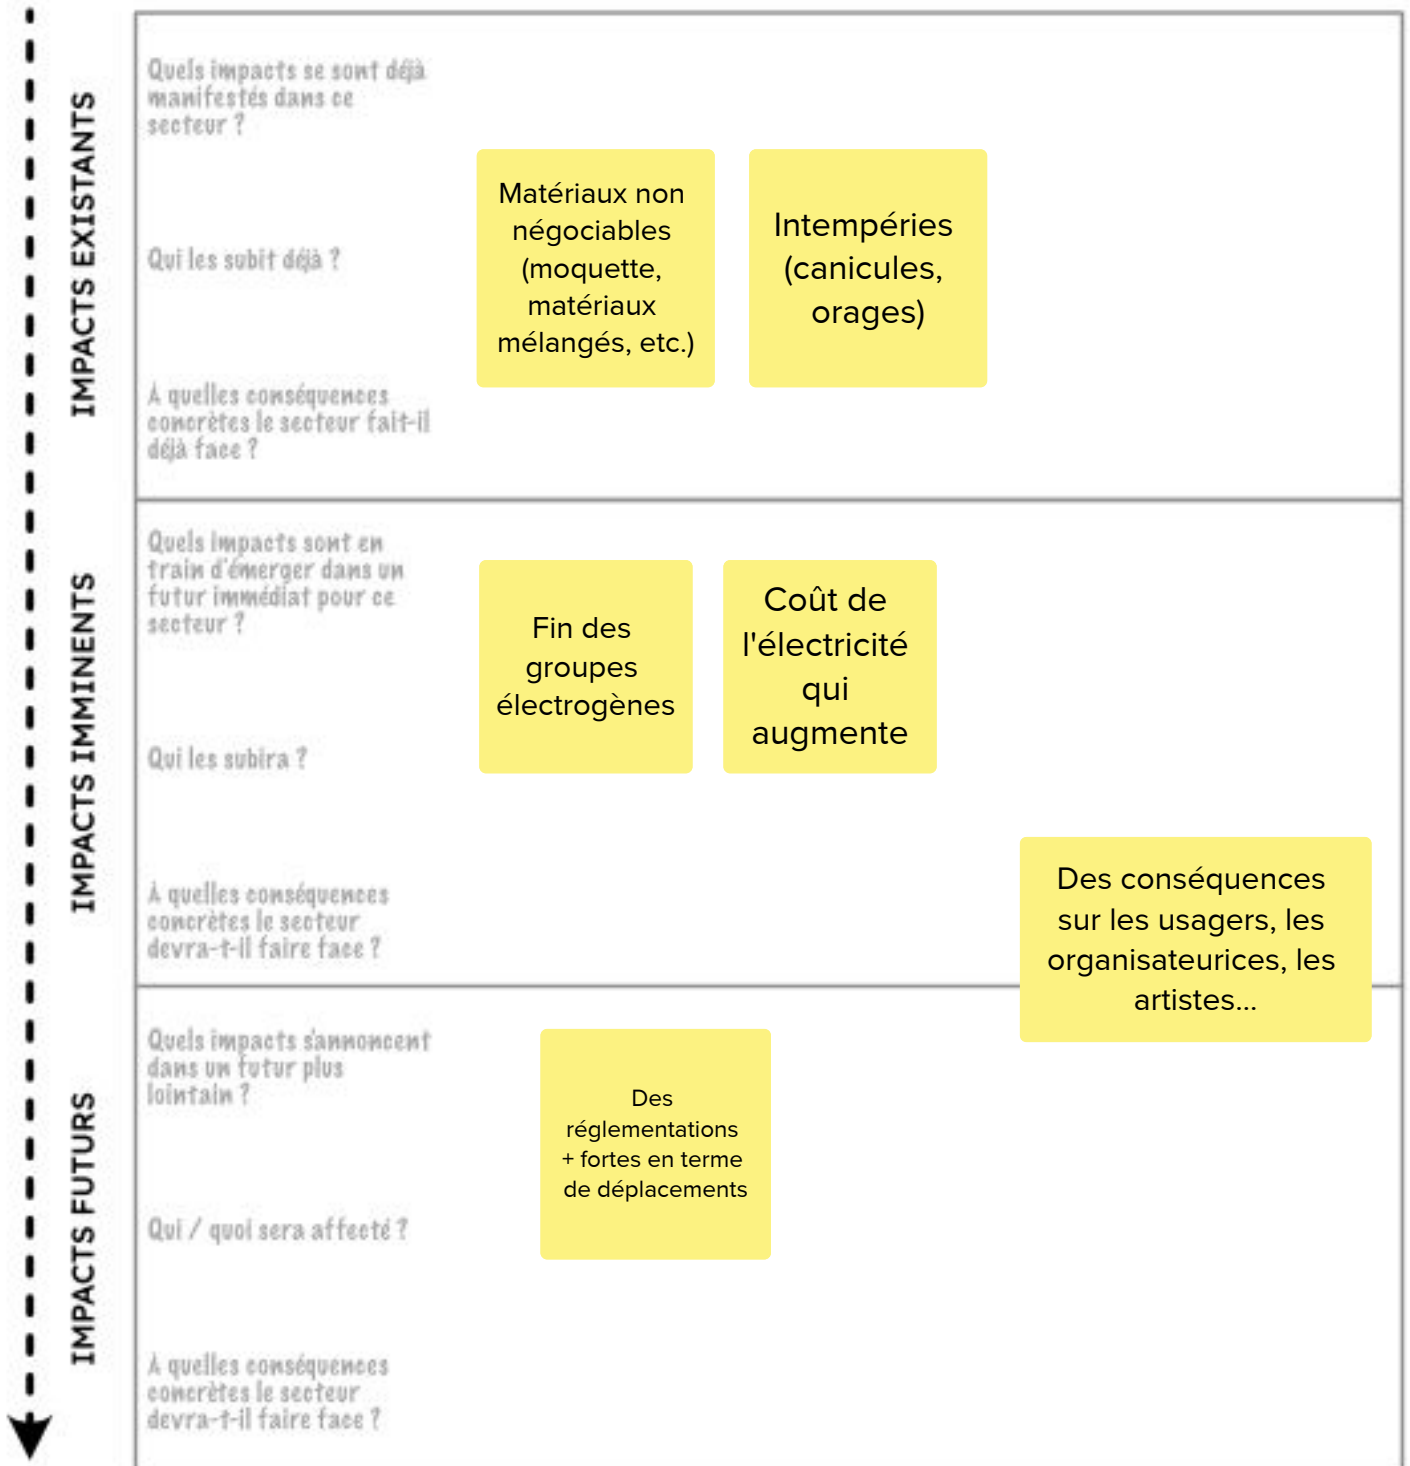 IMPACTS EXISTANTS
Quels impacts se sont déjà
manifestés dans ce
secteur ?
Qui les subit déjà ?
À quelles conséquences
concrètes le secteur fait-il
déjà face ?
Matériaux non
négociables
(moquette,
matériaux
mélangés, etc.)
Intempéries
(canicules,
orages)
IMPACTS IMMINENTS
Quels impacts sont en
train d'émerger dans un
futur immédiat pour ce
secteur ?
Qui les subira ?
À quelles conséquences
concrètes le secteur
devra-t-il faire face ?
Fin des
groupes
électrogènes
Coût de
l'électricité
qui
augmente
Des conséquences
sur les usagers, les
organisateurices, les
artistes...
IMPACTS FUTURS
Quels impacts s'annoncent
dans un futur plus
lointain ?
Qui / quoi sera affecté ?
À quelles conséquences
concrètes le secteur
devra-t-il faire face ?
Des
réglementations
+ fortes en terme
de déplacements